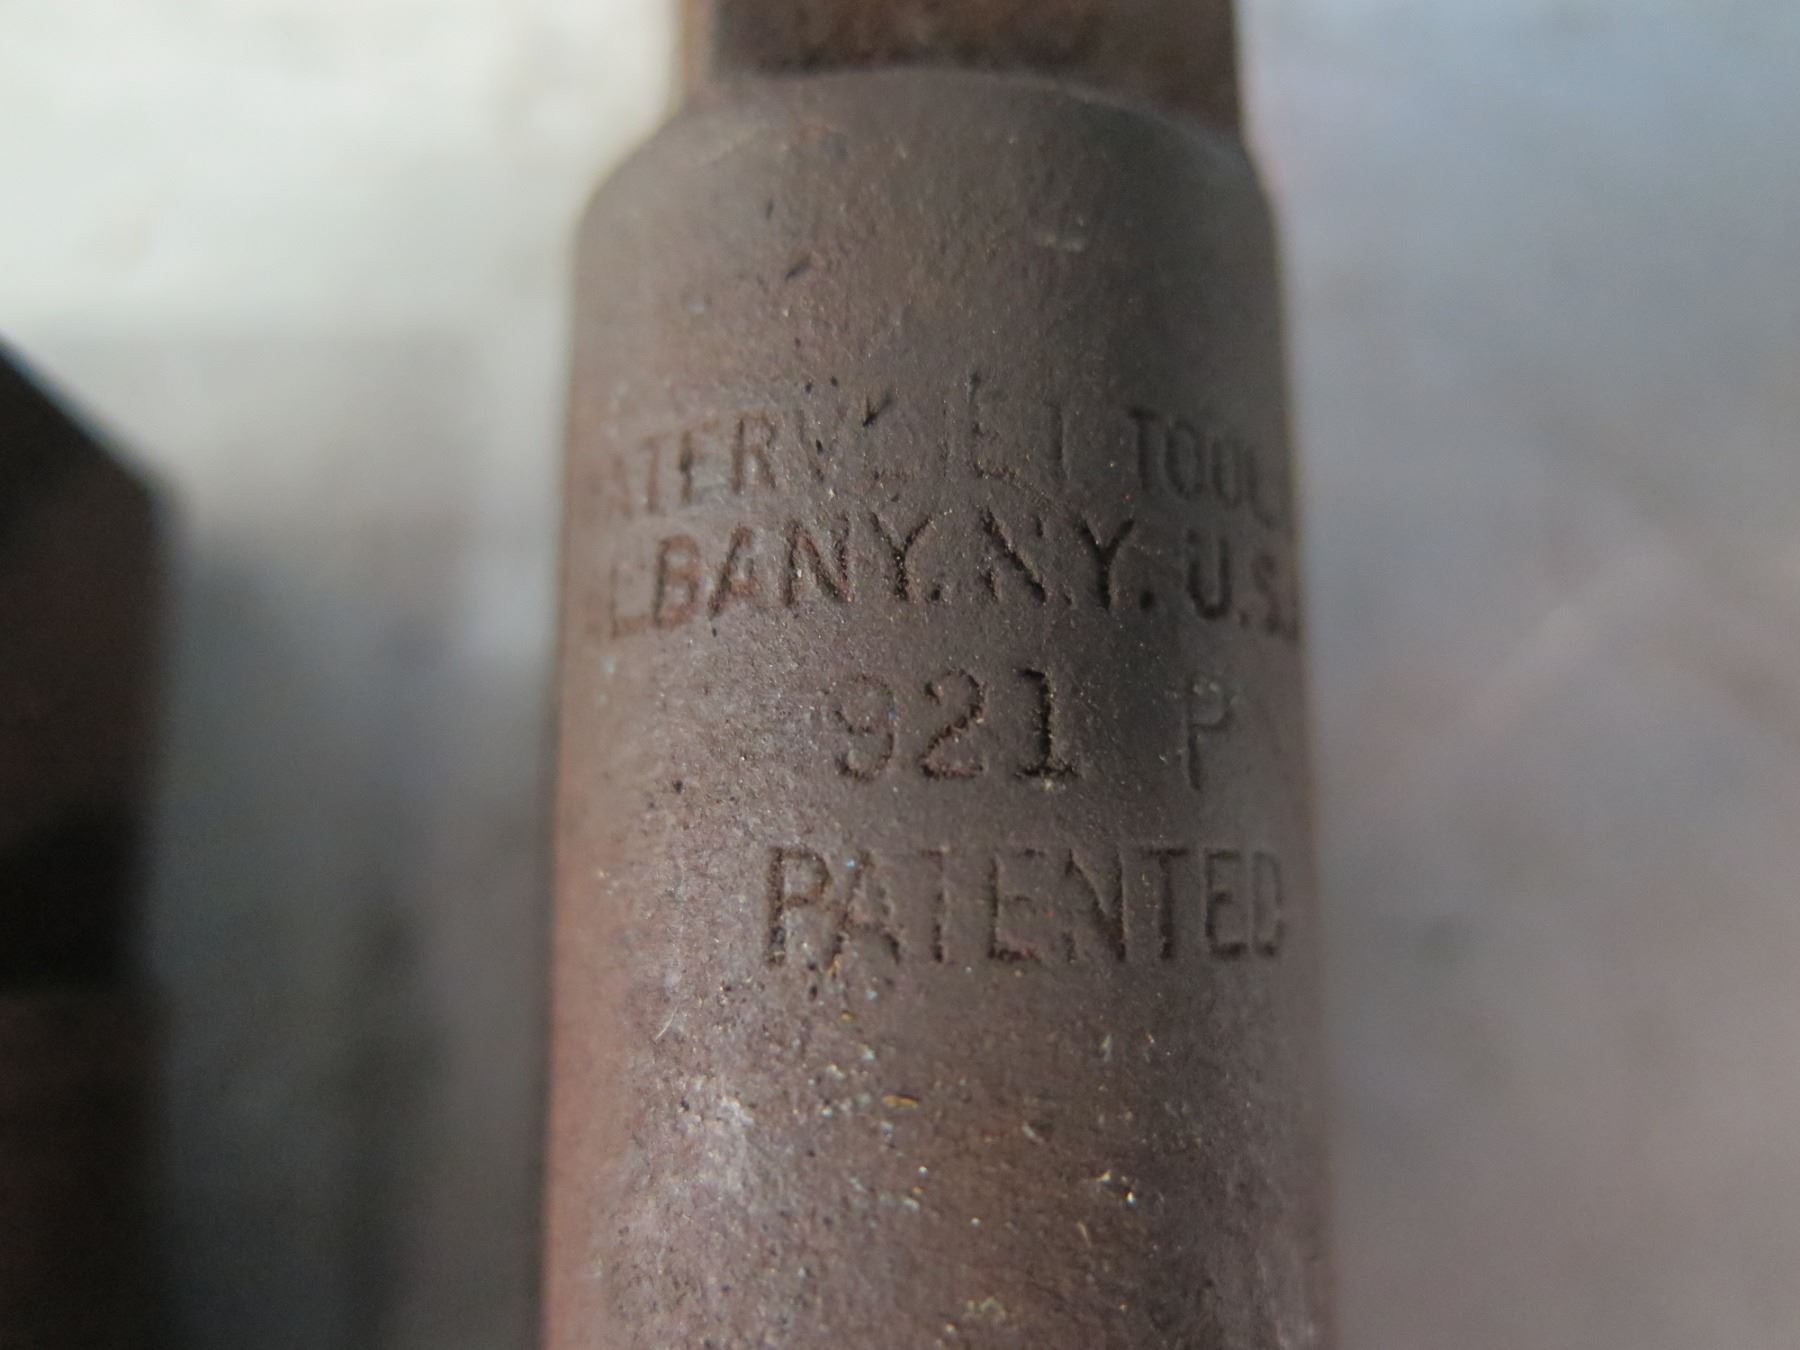 ATERVLIET TOOL
LBANY. N.Y. U.S.
921 P
PATENTED